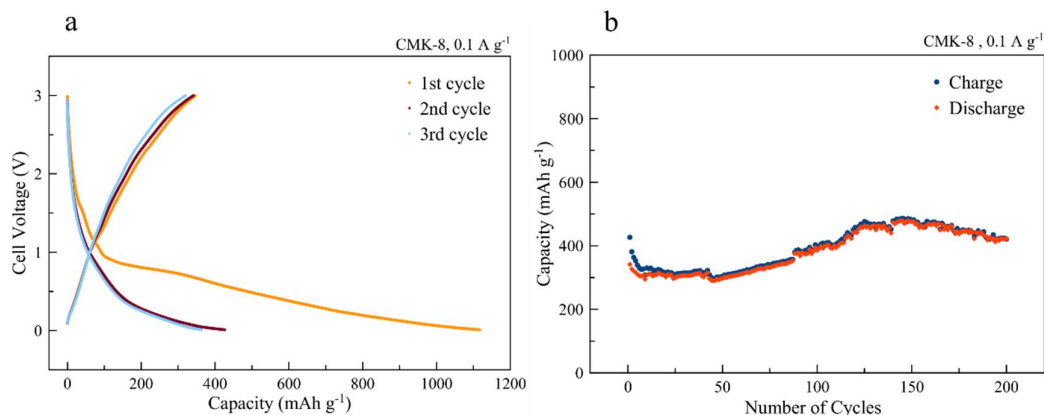 a
CMK-8, 0.1 A g-1
1st cycle
2nd cycle
3rd cycle
Cell Voltage (V)
3
2
1
0
0 200 400 600 800 1000 1200
Capacity (mAh g-1)
b
CMK-8 , 0.1 A g-1
Charge
Discharge
Capacity (mAh g-1)
1000
800
600
400
200
0
0 50 100 150 200
Number of Cycles